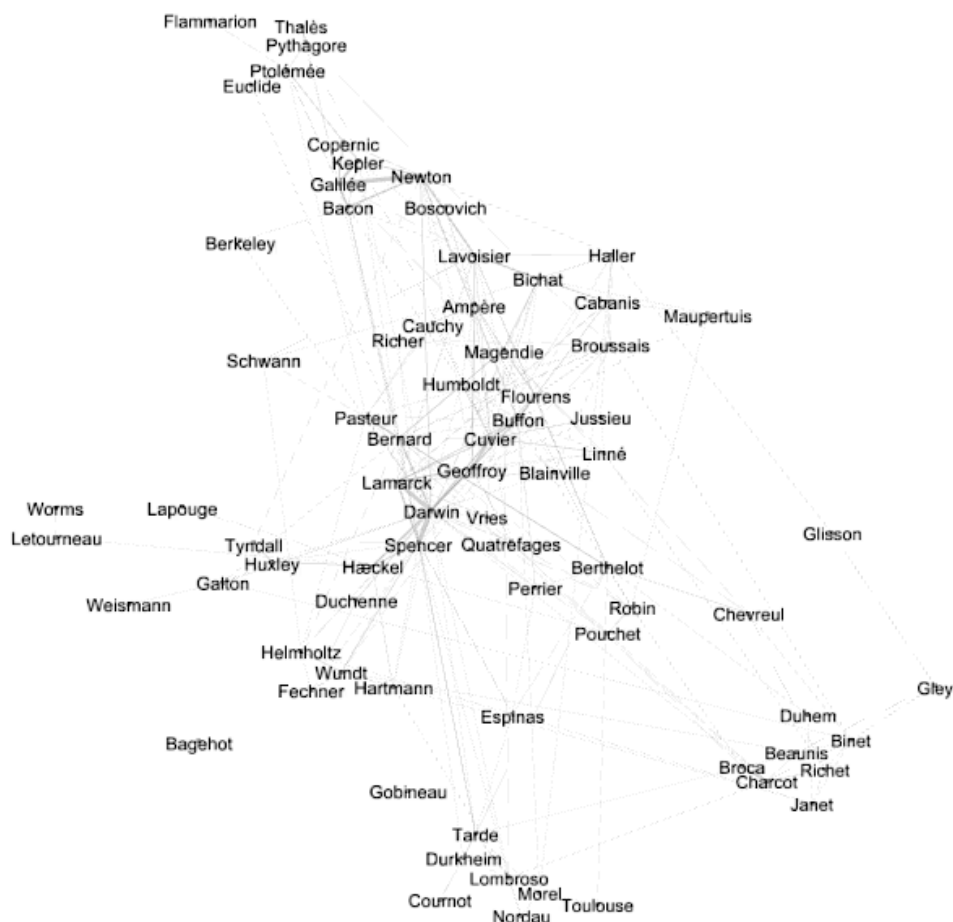 Flammarion
Thalès
Pythagore
Ptolémée
Euclide
Copernic
Kepler
Newton
Galilée
Bacon
Boscovich
Berkeley
Lavoisier
Haller
Bichat
Ampère
Cabanis
Maupertuis
Cauchy
Richer
Magendie
Broussais
Schwann
Humboldt
Flourens
Pasteur
Buffon
Jussieu
Bernard
Cuvier
Linné
Geoffroy
Blainville
Lamarck
Worms
Lapouge
Darwin
Vries
Glisson
Letourneau
Tyndall
Spencer
Quatrefages
Huxley
Hæckel
Berthelot
Galton
Perrier
Weismann
Duchenne
Robin
Chevreul
Pouchet
Helmholtz
Wundt
Fechner
Hartmann
Gley
Espinas
Duhem
Bagehot
Binet
Beaunis
Broca
Richet
Charcot
Gobineau
Janet
Tarde
Durkheim
Lombroso
Morel
Cournot
Toulouse
Nordau